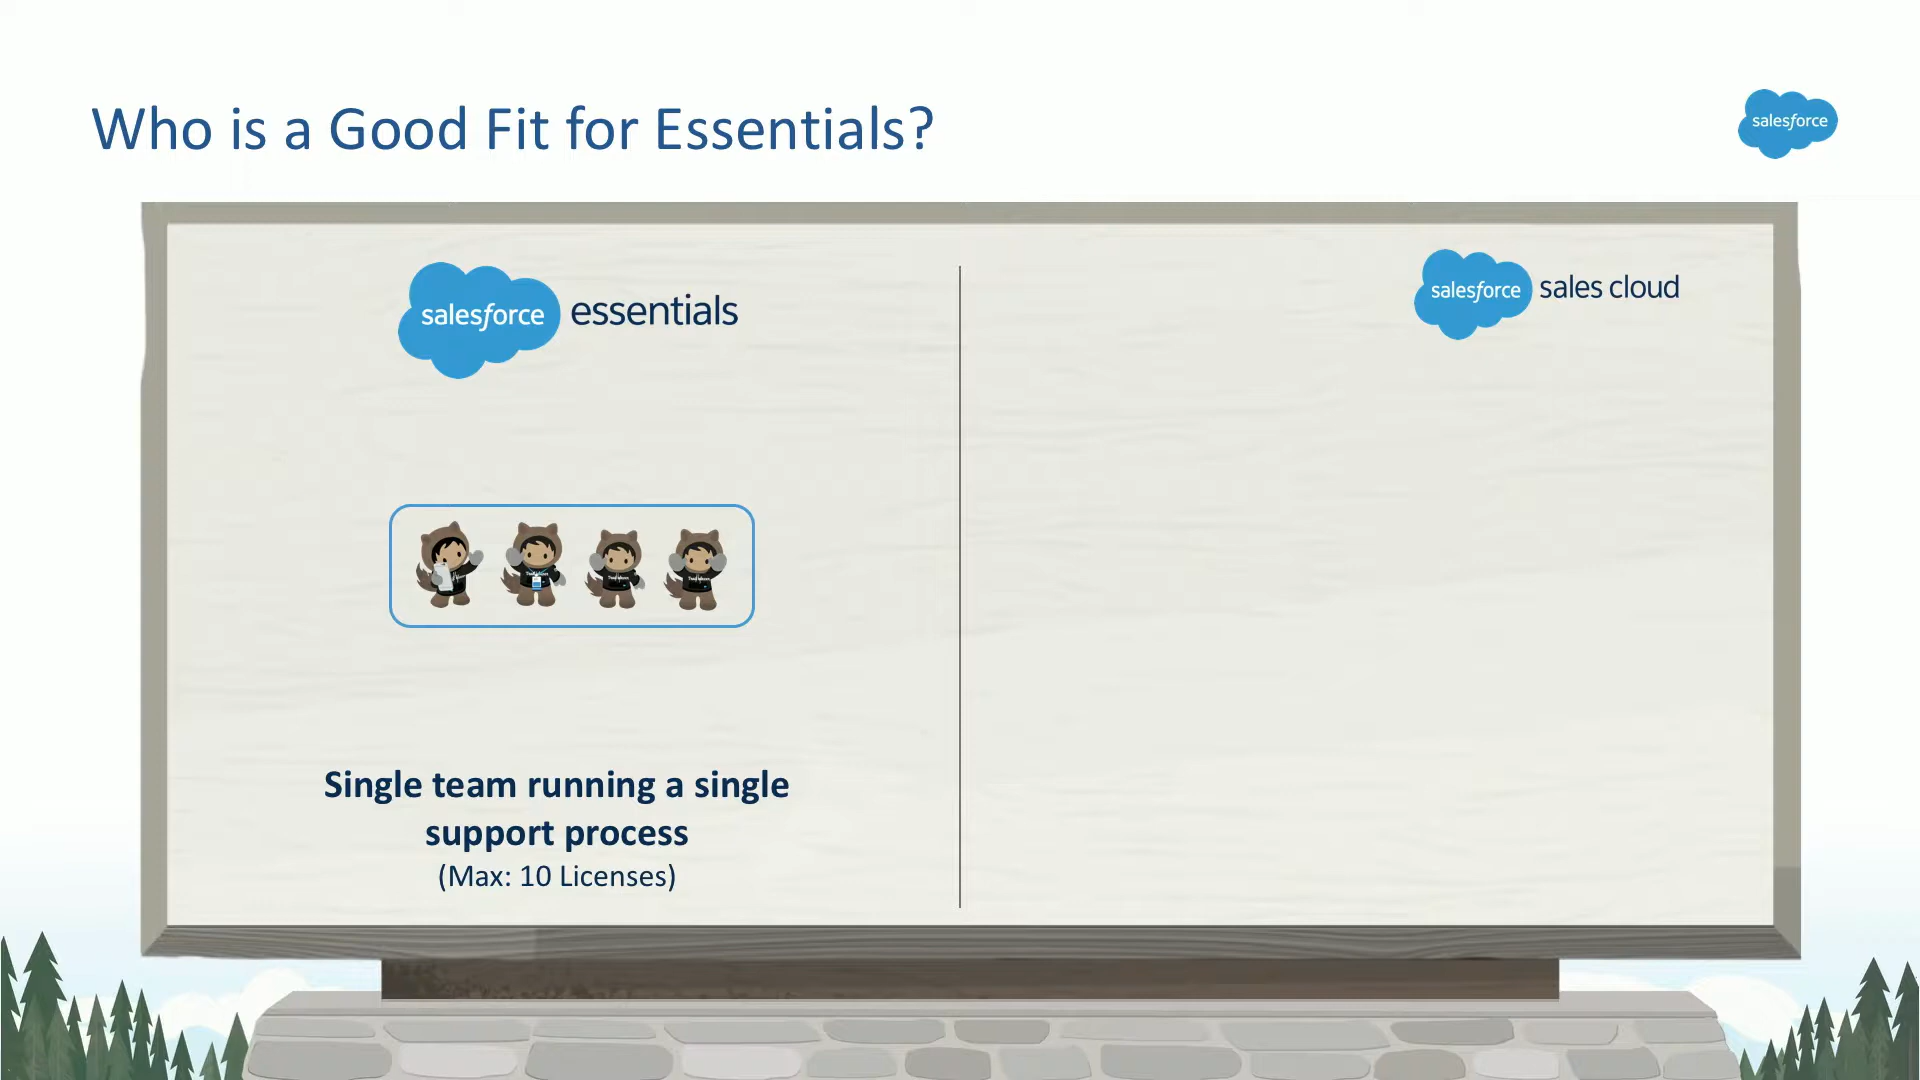 Who is a Good Fit for Essentials?
salesforce
salesforce essentials
salesforce sales cloud
Single team running a single
support process
(Max: 10 Licenses)